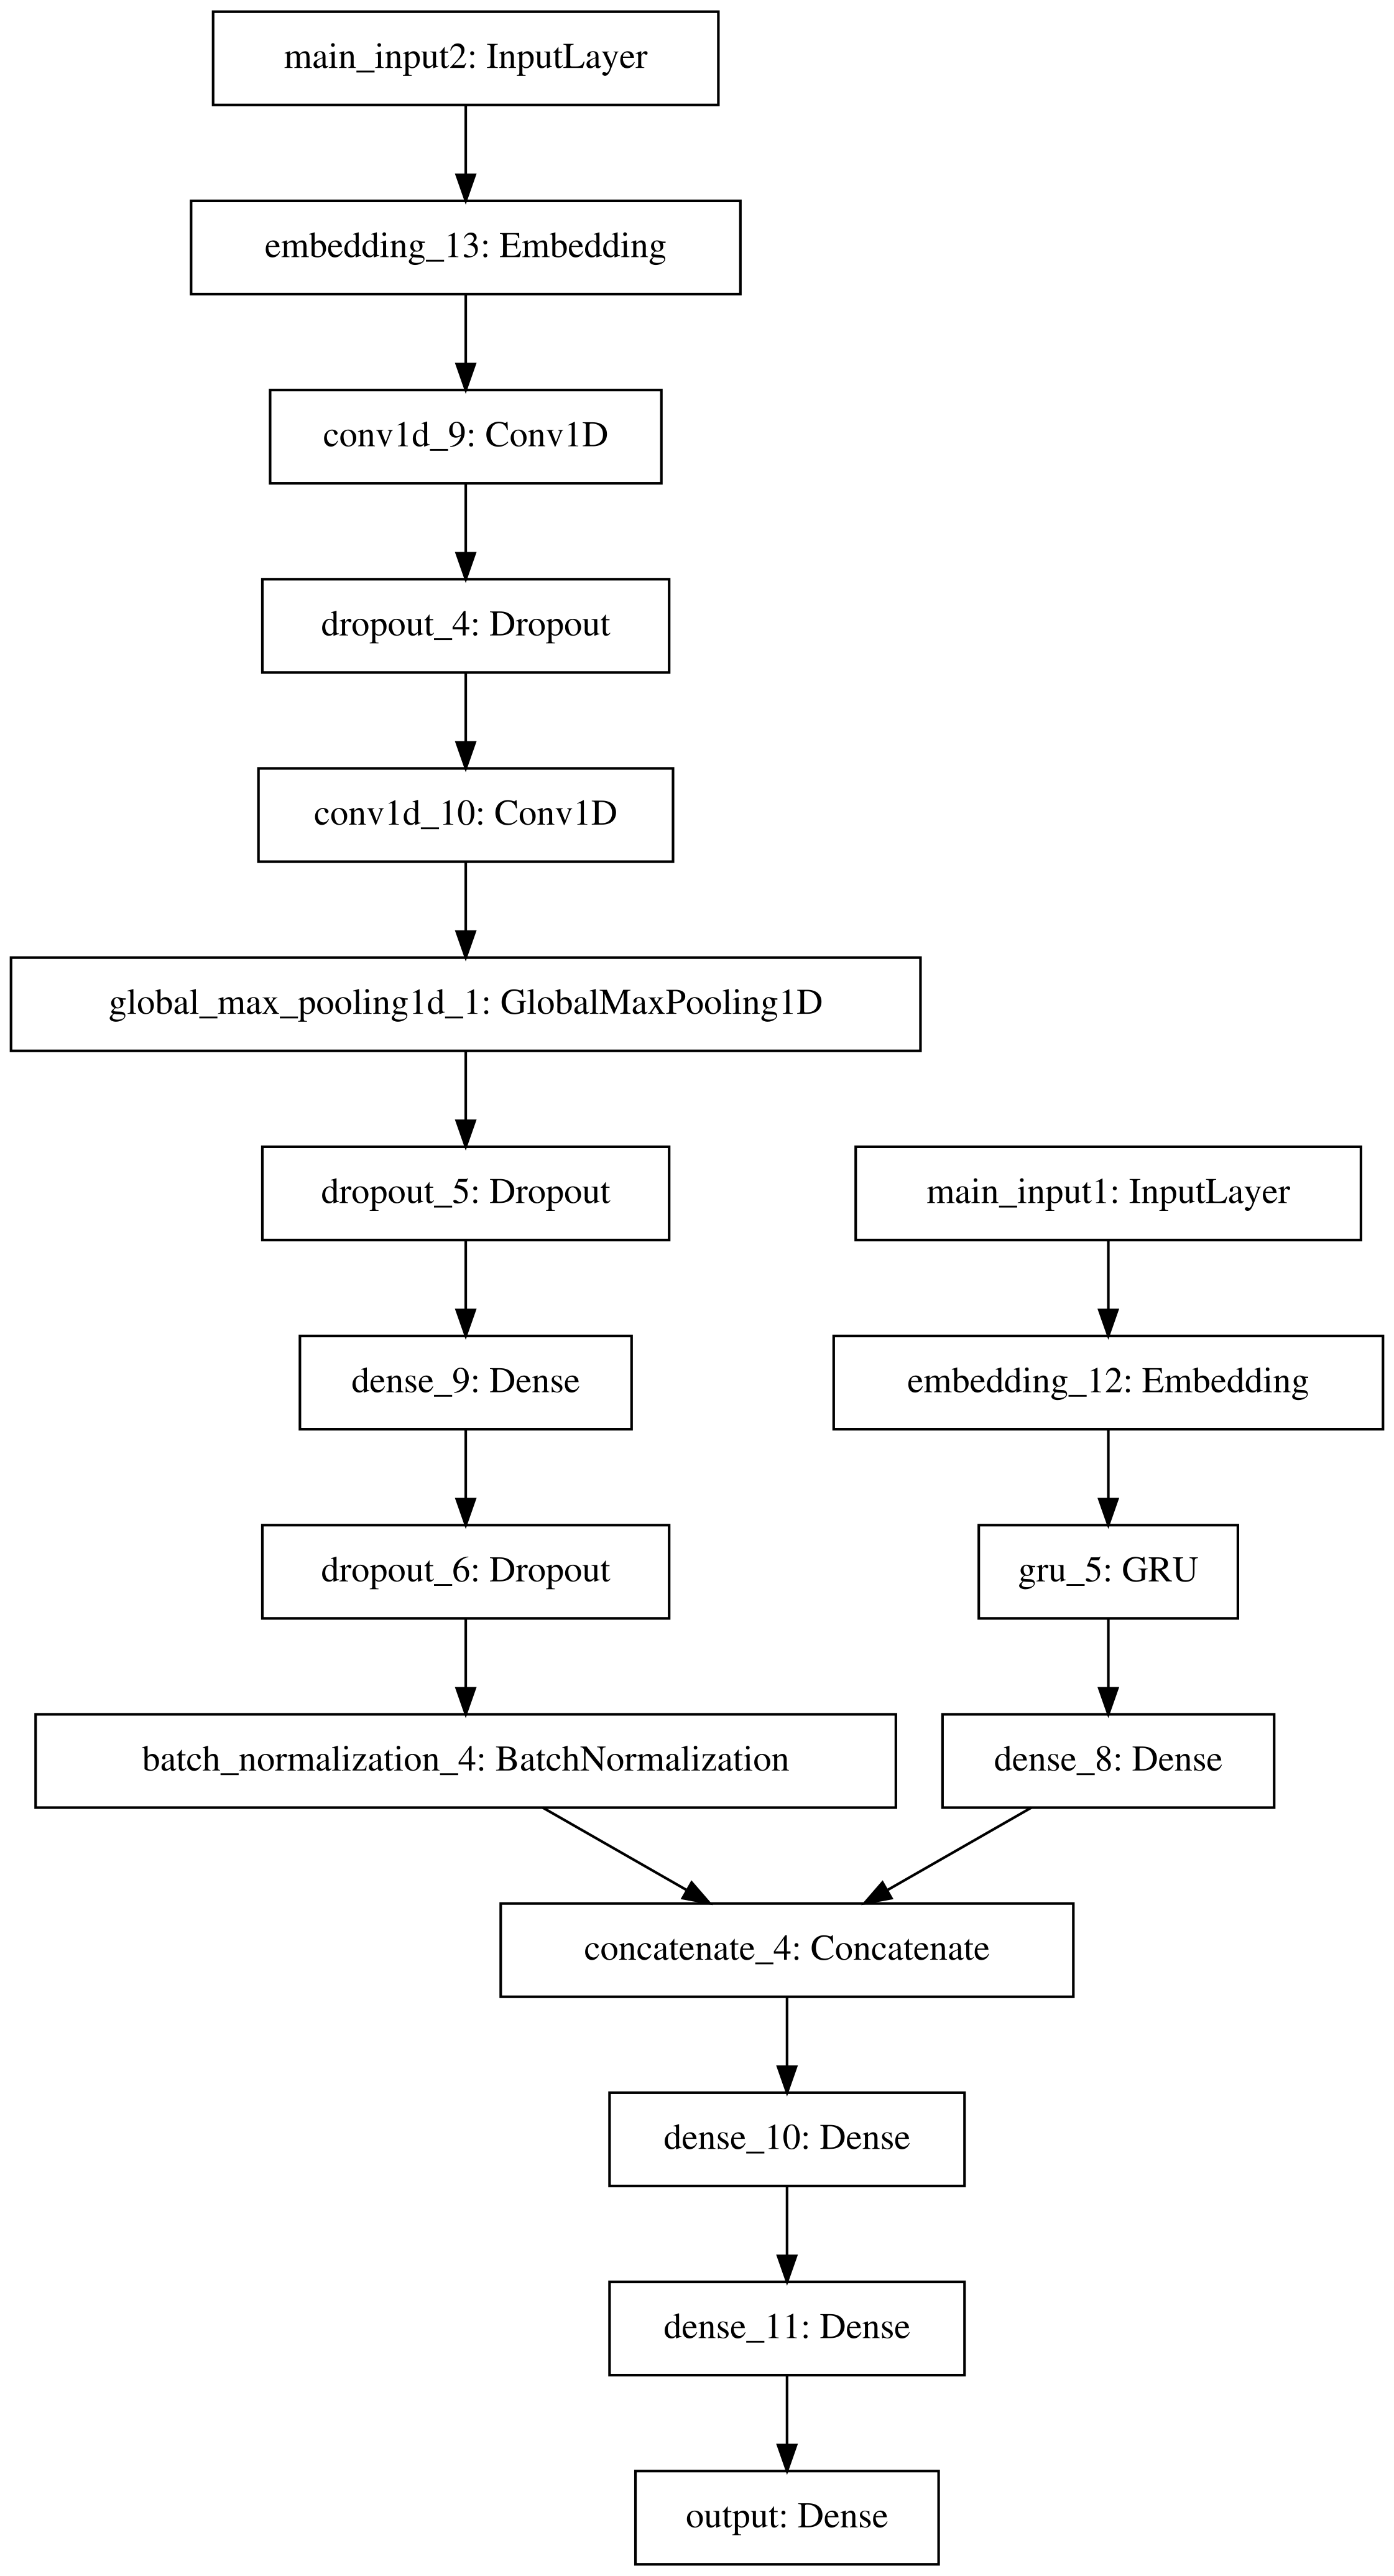 main_input2: InputLayer
embedding_13: Embedding
conv1d_9: Conv1D
dropout_4: Dropout
conv1d_10: Conv1D
global_max_pooling1d_1: GlobalMaxPooling1D
dropout_5: Dropout
main_input1: InputLayer
dense_9: Dense
embedding_12: Embedding
dropout_6: Dropout
gru_5: GRU
batch_normalization_4: BatchNormalization
dense_8: Dense
concatenate_4: Concatenate
dense_10: Dense
dense_11: Dense
output: Dense